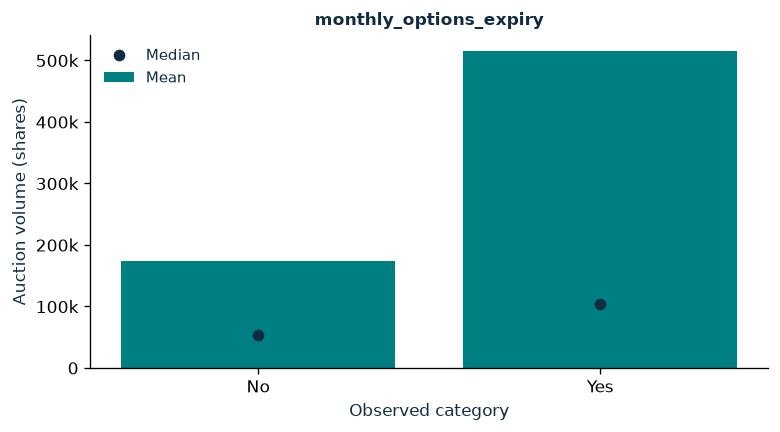 monthly_options_expiry
Median
Mean
Auction volume (shares)
500k
400k
300k
200k
100k
0
No
Yes
Observed category